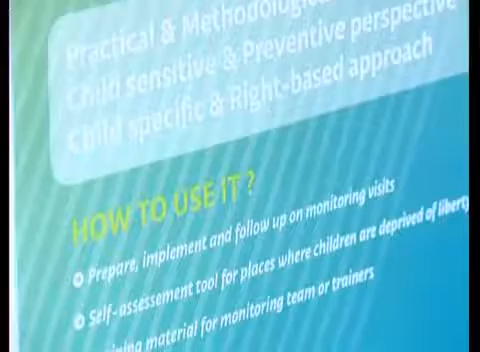 Practical & Methodological
Child sensitive & Preventive perspective
Child specific & Right-based approach
HOW TO USE IT ?
Prepare, implement and follow up on monitoring visits
Self-assessment tool for places where children are deprived of liberty
material for monitoring team or trainers